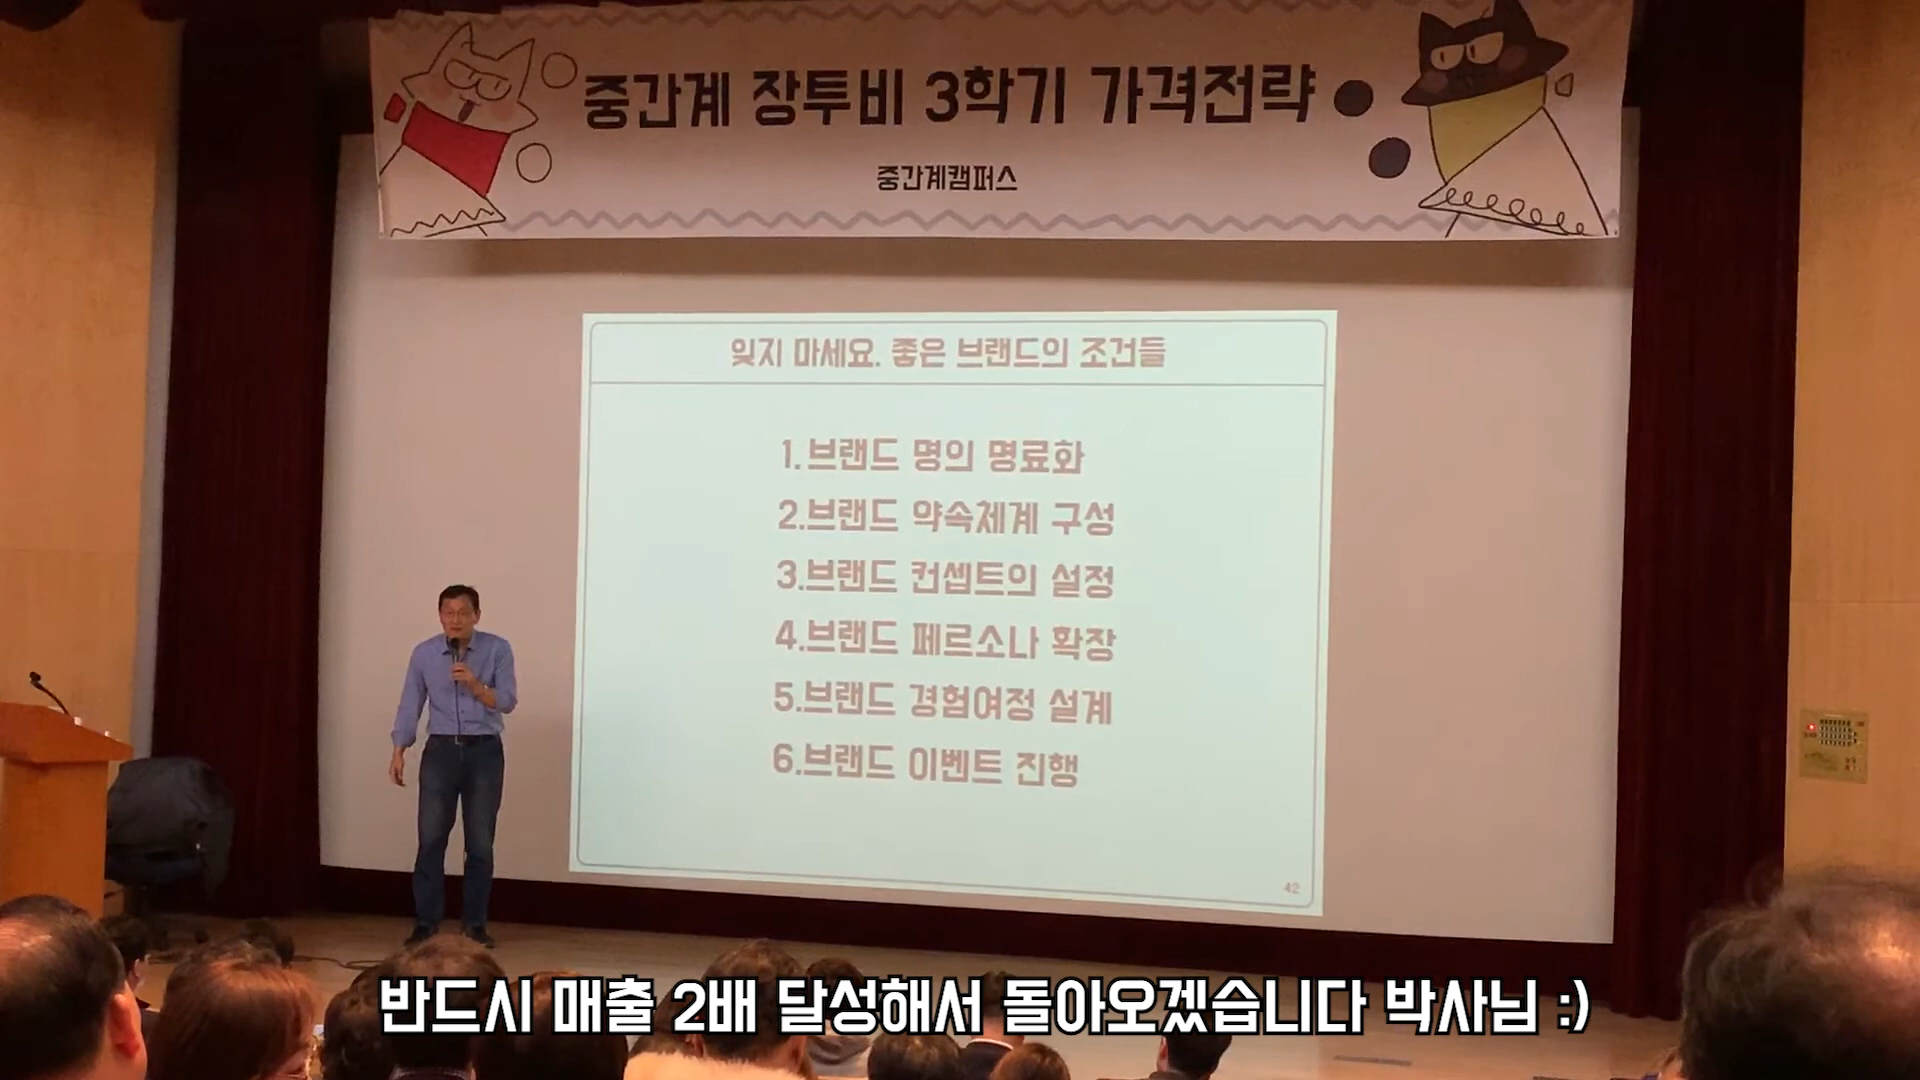 중간계 장투비 3학기 가격전략
중간계캠퍼스
잊지 마세요. 좋은 브랜드의 조건들
1.브랜드 명의 명료화
2.브랜드 약속체계 구성
3.브랜드 컨셉트의 설정
4.브랜드 페르소나 확장
5.브랜드 경험여정 설계
6.브랜드 이벤트 진행
42
반드시 매출 2배 달성해서 돌아오겠습니다 박사님 :)